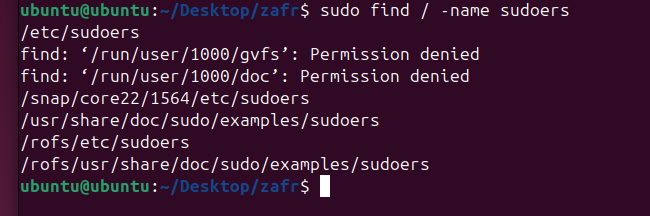 ubuntu@ubuntu:~/Desktop/zafr$ sudo find / -name sudoers
/etc/sudoers
find: ‘/run/user/1000/gvfs’: Permission denied
find: ‘/run/user/1000/doc’: Permission denied
/snap/core22/1564/etc/sudoers
/usr/share/doc/sudo/examples/sudoers
/rofs/etc/sudoers
/rofs/usr/share/doc/sudo/examples/sudoers
ubuntu@ubuntu:~/Desktop/zafr$